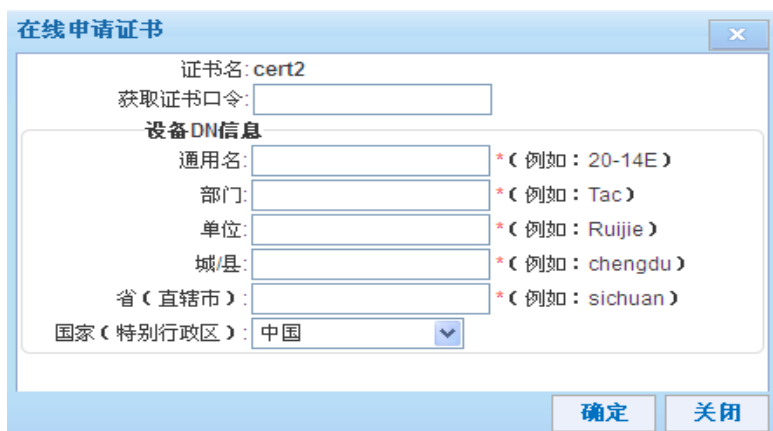 在线申请证书
证书名: cert2
获取证书口令:
设备DN信息
通用名: *（例如：20-14E）
部门: *（例如：Tac）
单位: *（例如：Ruijie）
城/县: *（例如：chengdu）
省（直辖市）: *（例如：sichuan）
国家（特别行政区）: 中国
确定 关闭